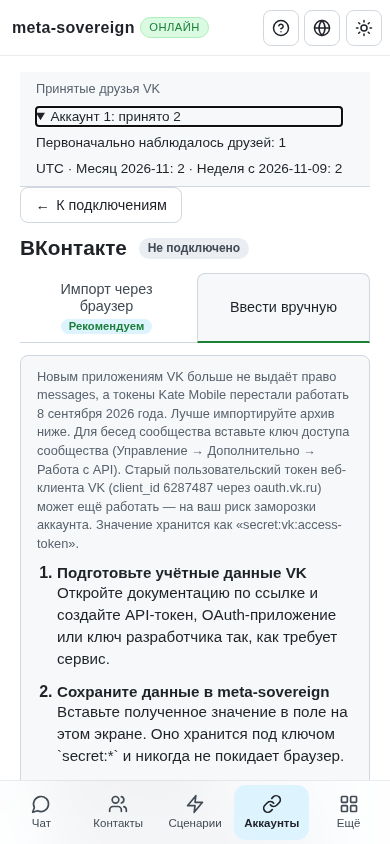 meta-sovereign ОНЛАЙН
Принятые друзья VK
▼ Аккаунт 1: принято 2
Первоначально наблюдалось друзей: 1
UTC · Месяц 2026-11: 2 · Неделя с 2026-11-09: 2
← К подключениям
ВКонтакте Не подключено
Импорт через
браузер
Рекомендуем
Ввести вручную
Новым приложениям VK больше не выдаёт право
messages, а токены Kate Mobile перестали работать
8 сентября 2026 года. Лучше импортируйте архив
ниже. Для бесед сообщества вставьте ключ доступа
сообщества (Управление → Дополнительно →
Работа с API). Старый пользовательский токен веб-
клиента VK (client_id 6287487 через oauth.vk.ru)
может ещё работать — на ваш риск заморозки
аккаунта. Значение хранится как «secret:vk:access-
token».
1. Подготовьте учётные данные VK
Откройте документацию по ссылке и
создайте API-токен, OAuth-приложение
или ключ разработчика так, как требует
сервис.
2. Сохраните данные в meta-sovereign
Вставьте полученное значение в поле на
этом экране. Оно хранится под ключом
`secret:*` и никогда не покидает браузер.
Чат Контакты Сценарии Аккаунты Ещё